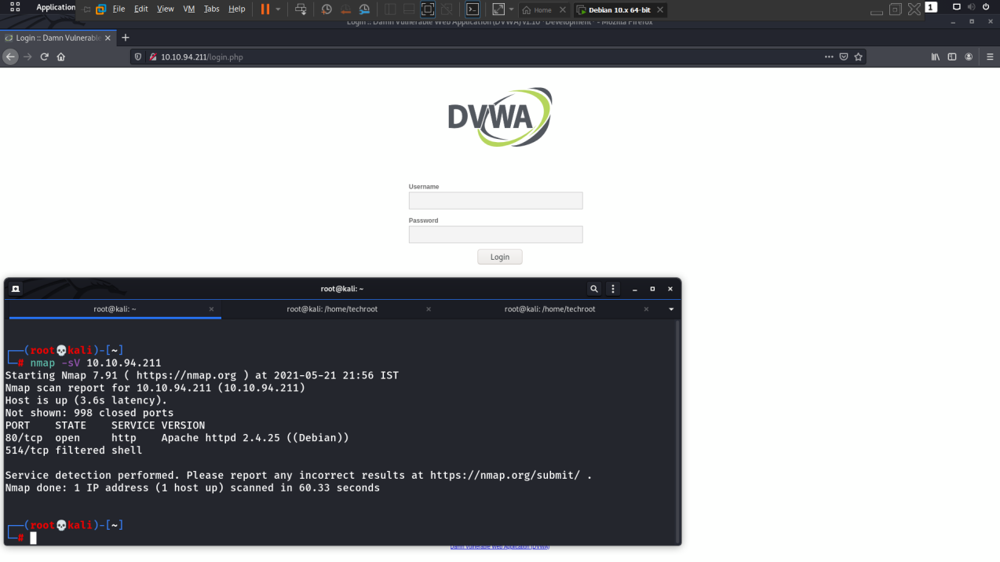 Application File Edit View VM Tabs Help Home Debian 10.x 64-bit 1
Login :: Damn Vulnerable Web Application (DVWA) v1.10 *Development* - Mozilla Firefox
Login :: Damn Vulnerable
10.10.94.211/login.php
DVWA
Username
Password
Login
root@kali: ~
root@kali: ~ root@kali: /home/techroot root@kali: /home/techroot
┌──(root💀kali)-[~]
└─# nmap -sV 10.10.94.211
Starting Nmap 7.91 ( https://nmap.org ) at 2021-05-21 21:56 IST
Nmap scan report for 10.10.94.211 (10.10.94.211)
Host is up (3.6s latency).
Not shown: 998 closed ports
PORT STATE SERVICE VERSION
80/tcp open http Apache httpd 2.4.25 ((Debian))
514/tcp filtered shell
Service detection performed. Please report any incorrect results at https://nmap.org/submit/ .
Nmap done: 1 IP address (1 host up) scanned in 60.33 seconds
┌──(root💀kali)-[~]
└─#
Damn Vulnerable Web Application (DVWA)